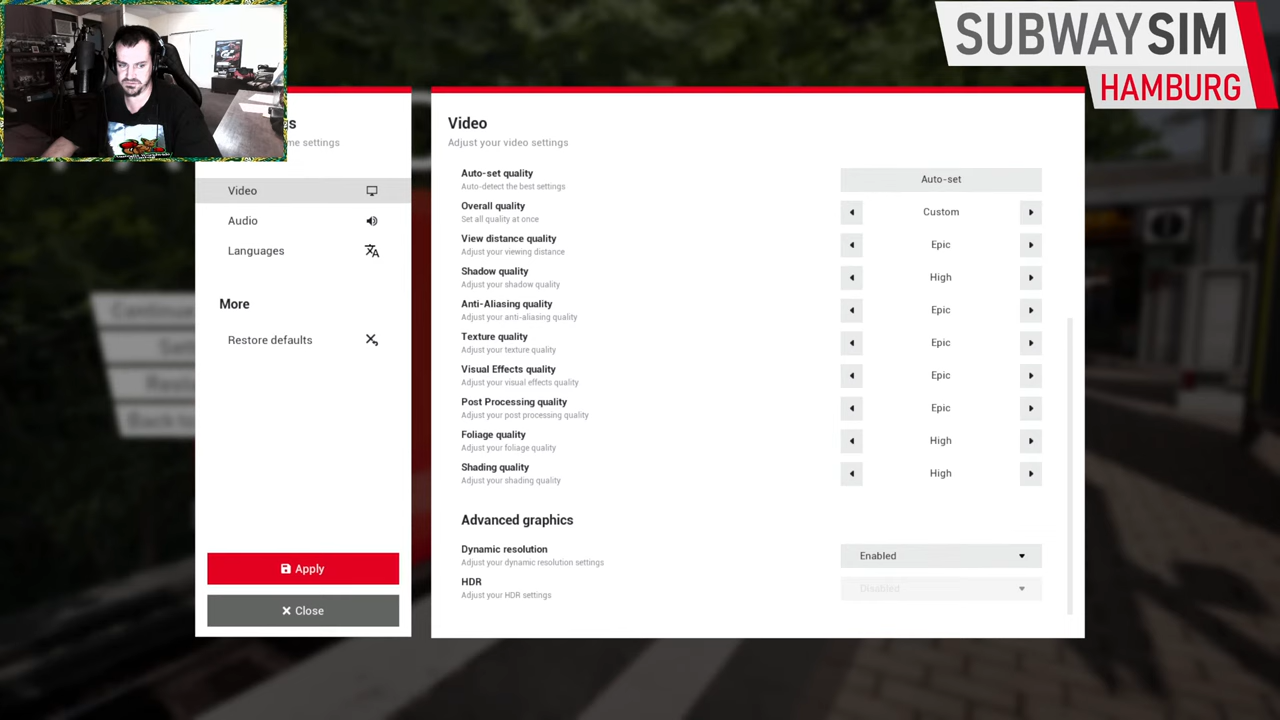 SUBWAYSIM
HAMBURG
s
me settings
Video
Audio
Languages
More
Restore defaults
Apply
Close
Video
Adjust your video settings
Auto-set quality
Auto-detect the best settings
Auto-set
Overall quality
Set all quality at once
Custom
View distance quality
Adjust your viewing distance
Epic
Shadow quality
Adjust your shadow quality
High
Anti-Aliasing quality
Adjust your anti-aliasing quality
Epic
Texture quality
Adjust your texture quality
Epic
Visual Effects quality
Adjust your visual effects quality
Epic
Post Processing quality
Adjust your post processing quality
Epic
Foliage quality
Adjust your foliage quality
High
Shading quality
Adjust your shading quality
High
Advanced graphics
Dynamic resolution
Adjust your dynamic resolution settings
Enabled
HDR
Adjust your HDR settings
Disabled
Continue
Back to